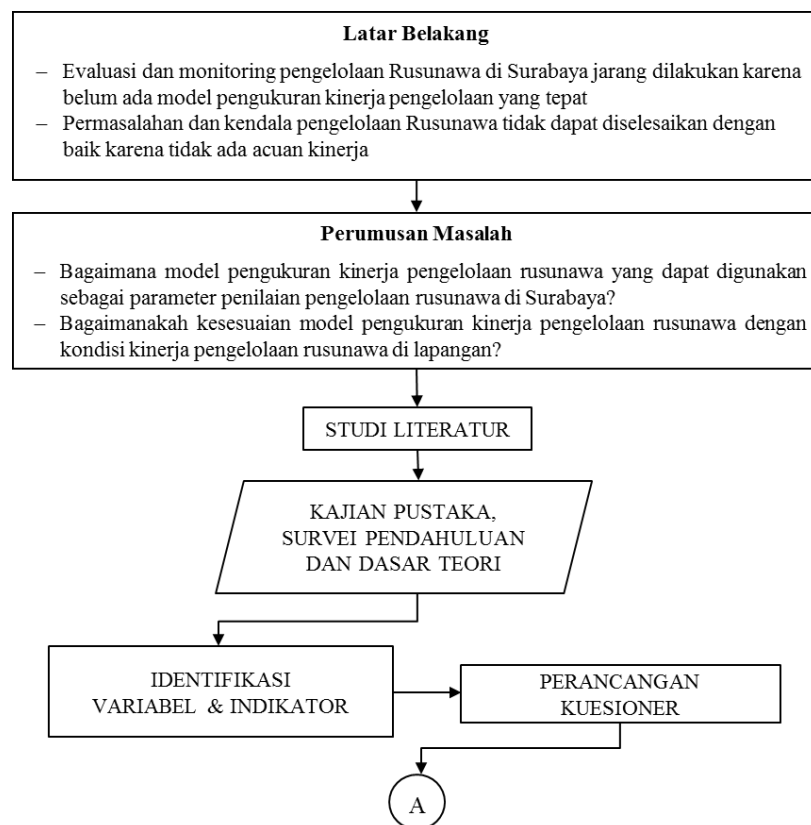 Latar Belakang
– Evaluasi dan monitoring pengelolaan Rusunawa di Surabaya jarang dilakukan karena
belum ada model pengukuran kinerja pengelolaan yang tepat
– Permasalahan dan kendala pengelolaan Rusunawa tidak dapat diselesaikan dengan
baik karena tidak ada acuan kinerja
Perumusan Masalah
– Bagaimana model pengukuran kinerja pengelolaan rusunawa yang dapat digunakan
sebagai parameter penilaian pengelolaan rusunawa di Surabaya?
– Bagaimanakah kesesuaian model pengukuran kinerja pengelolaan rusunawa dengan
kondisi kinerja pengelolaan rusunawa di lapangan?
STUDI LITERATUR
KAJIAN PUSTAKA,
SURVEI PENDAHULUAN
DAN DASAR TEORI
IDENTIFIKASI
VARIABEL & INDIKATOR
PERANCANGAN
KUESIONER
A